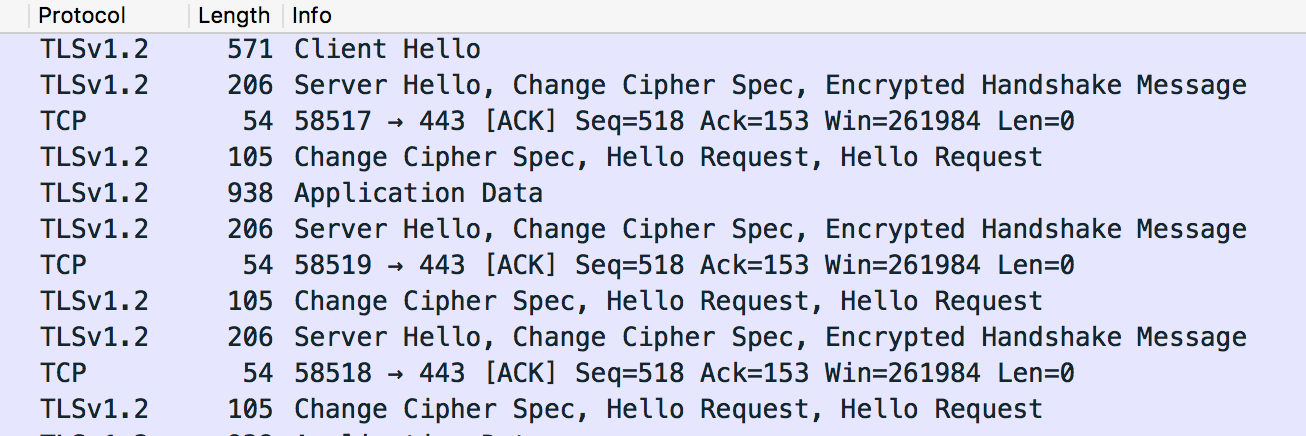 Protocol Length Info
TLSv1.2 571 Client Hello
TLSv1.2 206 Server Hello, Change Cipher Spec, Encrypted Handshake Message
TCP 54 58517 → 443 [ACK] Seq=518 Ack=153 Win=261984 Len=0
TLSv1.2 105 Change Cipher Spec, Hello Request, Hello Request
TLSv1.2 938 Application Data
TLSv1.2 206 Server Hello, Change Cipher Spec, Encrypted Handshake Message
TCP 54 58519 → 443 [ACK] Seq=518 Ack=153 Win=261984 Len=0
TLSv1.2 105 Change Cipher Spec, Hello Request, Hello Request
TLSv1.2 206 Server Hello, Change Cipher Spec, Encrypted Handshake Message
TCP 54 58518 → 443 [ACK] Seq=518 Ack=153 Win=261984 Len=0
TLSv1.2 105 Change Cipher Spec, Hello Request, Hello Request